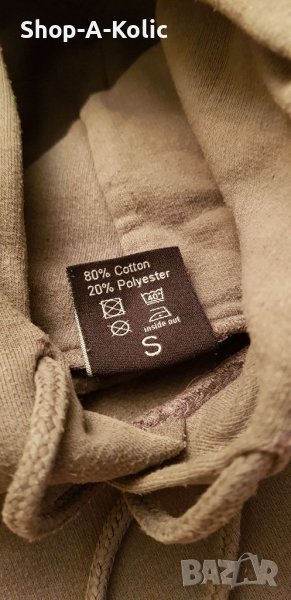 Shop-A-Kolic
80% Cotton
20% Polyester
40°
inside out
S
BAZAR